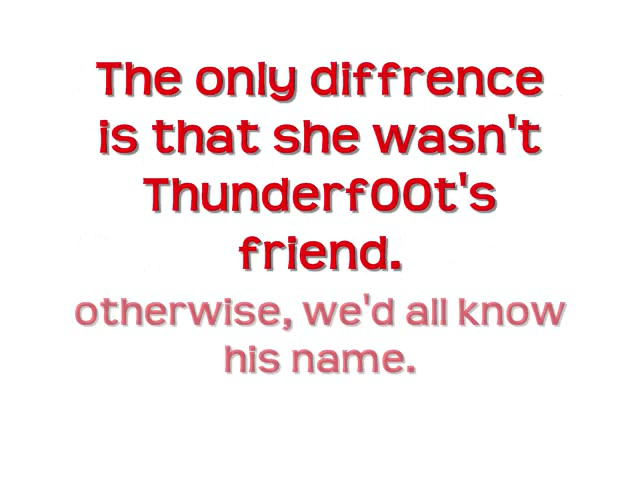 The only diffrence
is that she wasn't
Thunderf00t's
friend.
otherwise, we'd all know
his name.